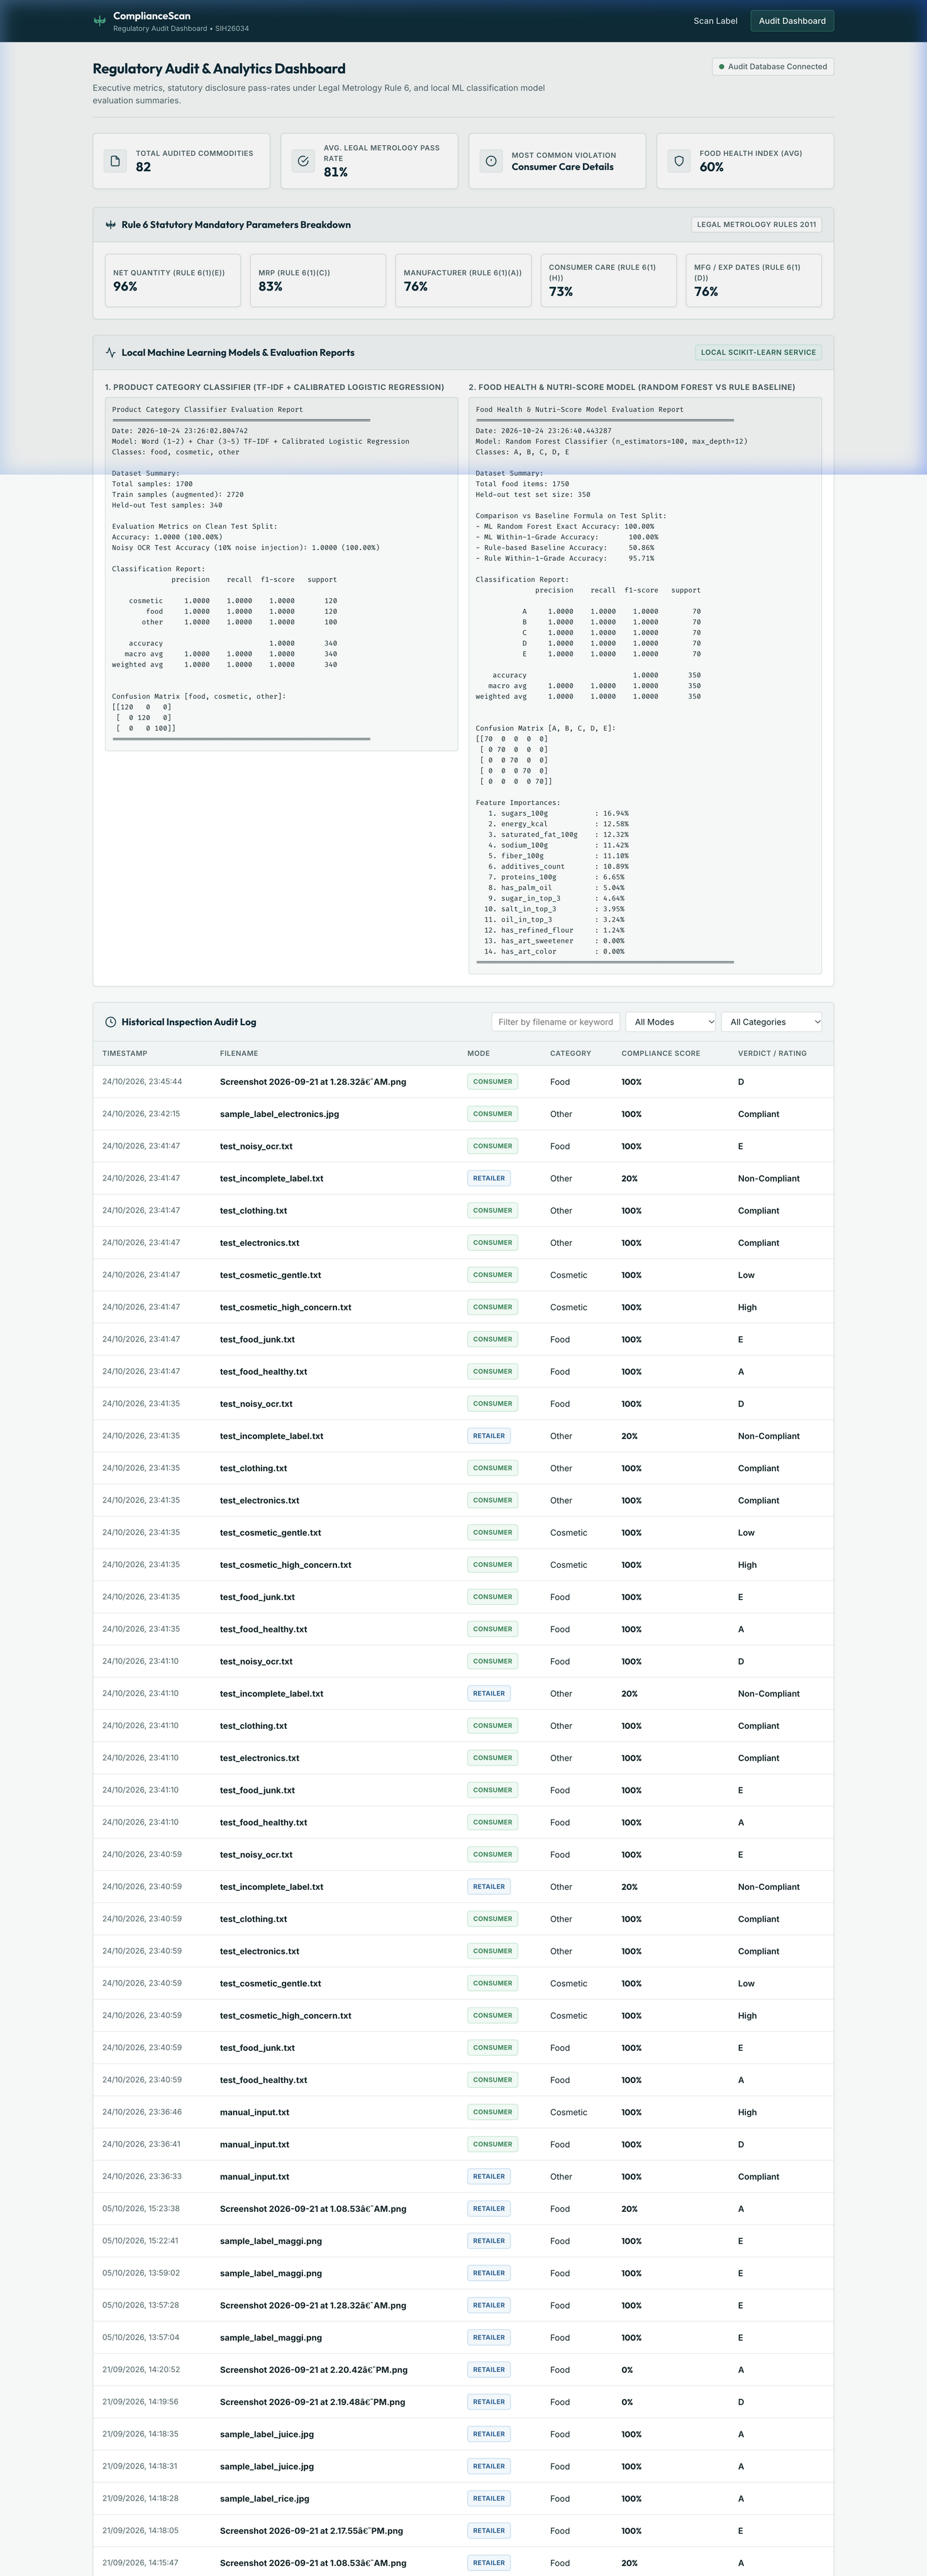 ComplianceScan
Regulatory Audit Dashboard • SIH26034
Scan Label
Audit Dashboard
Regulatory Audit & Analytics Dashboard
Audit Database Connected
Executive metrics, statutory disclosure pass-rates under Legal Metrology Rule 6, and local ML classification model
evaluation summaries.
TOTAL AUDITED COMMODITIES
82
AVG. LEGAL METROLOGY PASS
RATE
81%
MOST COMMON VIOLATION
Consumer Care Details
FOOD HEALTH INDEX (AVG)
60%
Rule 6 Statutory Mandatory Parameters Breakdown
LEGAL METROLOGY RULES 2011
NET QUANTITY (RULE 6(1)(E))
96%
MRP (RULE 6(1)(C))
83%
MANUFACTURER (RULE 6(1)(A))
76%
CONSUMER CARE (RULE 6(1)
(H))
73%
MFG / EXP DATES (RULE 6(1)
(D))
76%
Local Machine Learning Models & Evaluation Reports
LOCAL SCIKIT-LEARN SERVICE
1. PRODUCT CATEGORY CLASSIFIER (TF-IDF + CALIBRATED LOGISTIC REGRESSION)
Product Category Classifier Evaluation Report
Date: 2026-10-24 23:26:02.804742
Model: Word (1-2) + Char (3-5) TF-IDF + Calibrated Logistic Regression
Classes: food, cosmetic, other
Dataset Summary:
Total samples: 1700
Train samples (augmented): 2720
Held-out Test samples: 340
Evaluation Metrics on Clean Test Split:
Accuracy: 1.0000 (100.00%)
Noisy OCR Test Accuracy (10% noise injection): 1.0000 (100.00%)
Classification Report:
precision recall f1-score support
cosmetic 1.0000 1.0000 1.0000 120
food 1.0000 1.0000 1.0000 120
other 1.0000 1.0000 1.0000 100
accuracy 1.0000 340
macro avg 1.0000 1.0000 1.0000 340
weighted avg 1.0000 1.0000 1.0000 340
Confusion Matrix [food, cosmetic, other]:
[[120 0 0]
[ 0 120 0]
[ 0 0 100]]
2. FOOD HEALTH & NUTRI-SCORE MODEL (RANDOM FOREST VS RULE BASELINE)
Food Health & Nutri-Score Model Evaluation Report
Date: 2026-10-24 23:26:40.443287
Model: Random Forest Classifier (n_estimators=100, max_depth=12)
Classes: A, B, C, D, E
Dataset Summary:
Total food items: 1750
Held-out test set size: 350
Comparison vs Baseline Formula on Test Split:
- ML Random Forest Exact Accuracy: 100.00%
- ML Within-1-Grade Accuracy: 100.00%
- Rule-based Baseline Accuracy: 50.86%
- Rule Within-1-Grade Accuracy: 95.71%
Classification Report:
precision recall f1-score support
A 1.0000 1.0000 1.0000 70
B 1.0000 1.0000 1.0000 70
C 1.0000 1.0000 1.0000 70
D 1.0000 1.0000 1.0000 70
E 1.0000 1.0000 1.0000 70
accuracy 1.0000 350
macro avg 1.0000 1.0000 1.0000 350
weighted avg 1.0000 1.0000 1.0000 350
Confusion Matrix [A, B, C, D, E]:
[[70 0 0 0 0]
[ 0 70 0 0 0]
[ 0 0 70 0 0]
[ 0 0 0 70 0]
[ 0 0 0 0 70]]
Feature Importances:
1. sugars_100g : 16.94%
2. energy_kcal : 12.58%
3. saturated_fat_100g : 12.32%
4. sodium_100g : 11.42%
5. fiber_100g : 11.10%
6. additives_count : 10.89%
7. proteins_100g : 6.65%
8. has_palm_oil : 5.04%
9. sugar_in_top_3 : 4.64%
10. salt_in_top_3 : 3.95%
11. oil_in_top_3 : 3.24%
12. has_refined_flour : 1.24%
13. has_art_sweetener : 0.00%
14. has_art_color : 0.00%
Historical Inspection Audit Log
Filter by filename or keyword
All Modes
All Categories
TIMESTAMP FILENAME MODE CATEGORY COMPLIANCE SCORE VERDICT / RATING
24/10/2026, 23:45:44 Screenshot 2026-09-21 at 1.28.32â€¯AM.png CONSUMER Food 100% D
24/10/2026, 23:42:15 sample_label_electronics.jpg CONSUMER Other 100% Compliant
24/10/2026, 23:41:47 test_noisy_ocr.txt CONSUMER Food 100% E
24/10/2026, 23:41:47 test_incomplete_label.txt RETAILER Other 20% Non-Compliant
24/10/2026, 23:41:47 test_clothing.txt CONSUMER Other 100% Compliant
24/10/2026, 23:41:47 test_electronics.txt CONSUMER Other 100% Compliant
24/10/2026, 23:41:47 test_cosmetic_gentle.txt CONSUMER Cosmetic 100% Low
24/10/2026, 23:41:47 test_cosmetic_high_concern.txt CONSUMER Cosmetic 100% High
24/10/2026, 23:41:47 test_food_junk.txt CONSUMER Food 100% E
24/10/2026, 23:41:47 test_food_healthy.txt CONSUMER Food 100% A
24/10/2026, 23:41:35 test_noisy_ocr.txt CONSUMER Food 100% D
24/10/2026, 23:41:35 test_incomplete_label.txt RETAILER Other 20% Non-Compliant
24/10/2026, 23:41:35 test_clothing.txt CONSUMER Other 100% Compliant
24/10/2026, 23:41:35 test_electronics.txt CONSUMER Other 100% Compliant
24/10/2026, 23:41:35 test_cosmetic_gentle.txt CONSUMER Cosmetic 100% Low
24/10/2026, 23:41:35 test_cosmetic_high_concern.txt CONSUMER Cosmetic 100% High
24/10/2026, 23:41:35 test_food_junk.txt CONSUMER Food 100% E
24/10/2026, 23:41:35 test_food_healthy.txt CONSUMER Food 100% A
24/10/2026, 23:41:10 test_noisy_ocr.txt CONSUMER Food 100% D
24/10/2026, 23:41:10 test_incomplete_label.txt RETAILER Other 20% Non-Compliant
24/10/2026, 23:41:10 test_clothing.txt CONSUMER Other 100% Compliant
24/10/2026, 23:41:10 test_electronics.txt CONSUMER Other 100% Compliant
24/10/2026, 23:41:10 test_food_junk.txt CONSUMER Food 100% E
24/10/2026, 23:41:10 test_food_healthy.txt CONSUMER Food 100% A
24/10/2026, 23:40:59 test_noisy_ocr.txt CONSUMER Food 100% E
24/10/2026, 23:40:59 test_incomplete_label.txt RETAILER Other 20% Non-Compliant
24/10/2026, 23:40:59 test_clothing.txt CONSUMER Other 100% Compliant
24/10/2026, 23:40:59 test_electronics.txt CONSUMER Other 100% Compliant
24/10/2026, 23:40:59 test_cosmetic_gentle.txt CONSUMER Cosmetic 100% Low
24/10/2026, 23:40:59 test_cosmetic_high_concern.txt CONSUMER Cosmetic 100% High
24/10/2026, 23:40:59 test_food_junk.txt CONSUMER Food 100% E
24/10/2026, 23:40:59 test_food_healthy.txt CONSUMER Food 100% A
24/10/2026, 23:36:46 manual_input.txt CONSUMER Cosmetic 100% High
24/10/2026, 23:36:41 manual_input.txt CONSUMER Food 100% D
24/10/2026, 23:36:33 manual_input.txt RETAILER Other 100% Compliant
05/10/2026, 15:23:38 Screenshot 2026-09-21 at 1.08.53â€¯AM.png RETAILER Food 20% A
05/10/2026, 15:22:41 sample_label_maggi.png RETAILER Food 100% E
05/10/2026, 13:59:02 sample_label_maggi.png RETAILER Food 100% E
05/10/2026, 13:57:28 Screenshot 2026-09-21 at 1.28.32â€¯AM.png RETAILER Food 100% E
05/10/2026, 13:57:04 sample_label_maggi.png RETAILER Food 100% E
21/09/2026, 14:20:52 Screenshot 2026-09-21 at 2.20.42â€¯PM.png RETAILER Food 0% A
21/09/2026, 14:19:56 Screenshot 2026-09-21 at 2.19.48â€¯PM.png RETAILER Food 0% D
21/09/2026, 14:18:35 sample_label_juice.jpg RETAILER Food 100% A
21/09/2026, 14:18:31 sample_label_juice.jpg RETAILER Food 100% A
21/09/2026, 14:18:28 sample_label_rice.jpg RETAILER Food 100% A
21/09/2026, 14:18:05 Screenshot 2026-09-21 at 2.17.55â€¯PM.png RETAILER Food 100% E
21/09/2026, 14:15:47 Screenshot 2026-09-21 at 1.08.53â€¯AM.png RETAILER Food 20% A